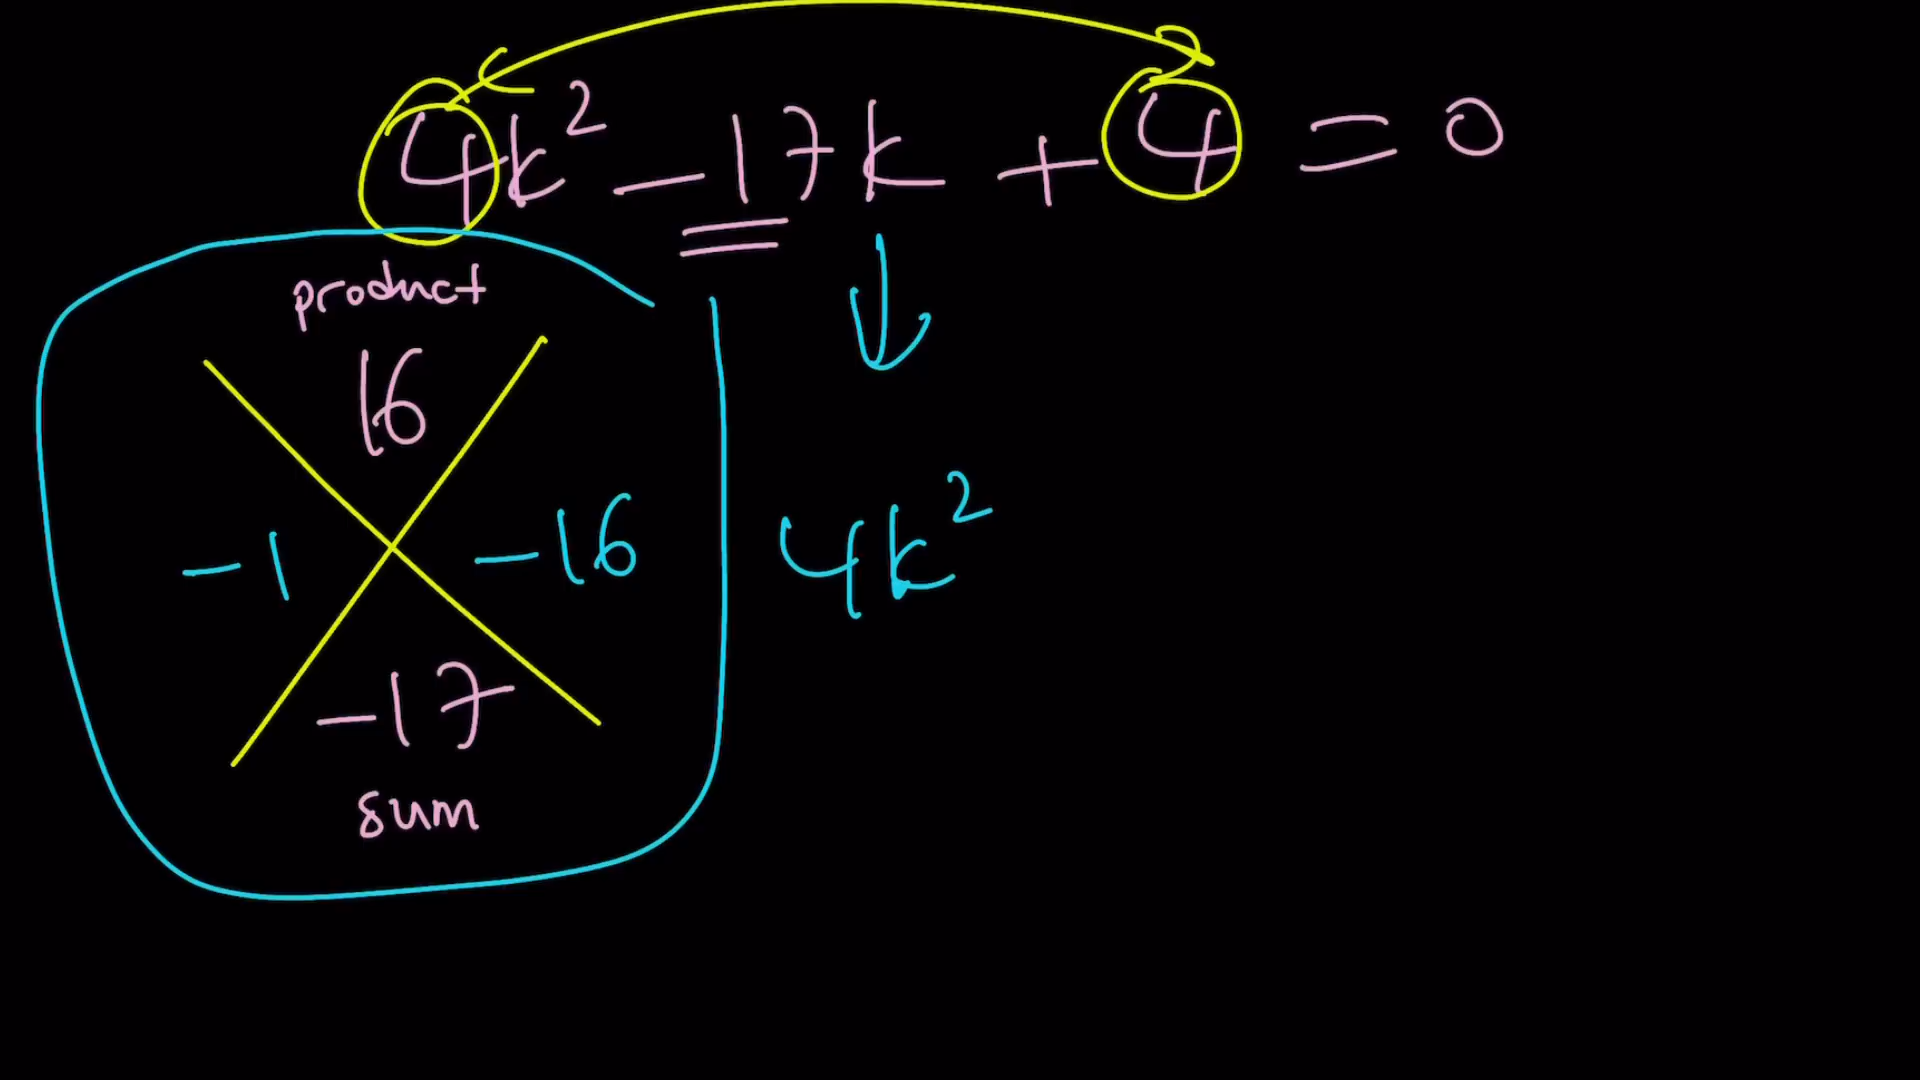 4k² - 17k + 4 = 0
product
16
-1 -16
4k²
-17
sum